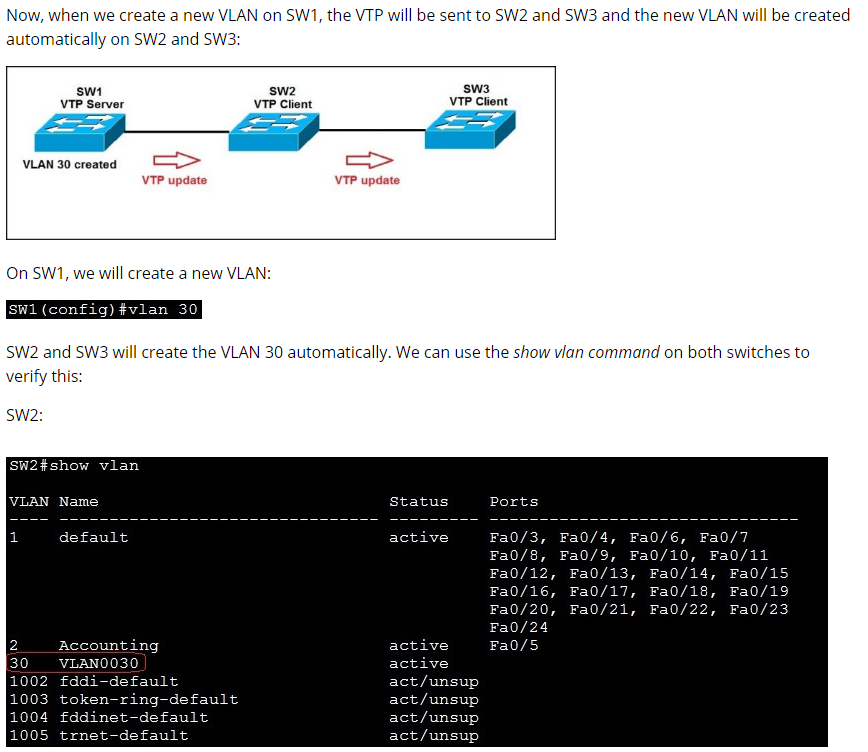 Now, when we create a new VLAN on SW1, the VTP will be sent to SW2 and SW3 and the new VLAN will be created
automatically on SW2 and SW3:
SW1
VTP Server
SW2
VTP Client
SW3
VTP Client
VLAN 30 created
VTP update
VTP update
On SW1, we will create a new VLAN:
SW1(config)#vlan 30
SW2 and SW3 will create the VLAN 30 automatically. We can use the show vlan command on both switches to
verify this:
SW2:
SW2#show vlan
VLAN Name                             Status    Ports
---- -------------------------------- --------- -------------------------------
1    default                          active    Fa0/3, Fa0/4, Fa0/6, Fa0/7
                                                Fa0/8, Fa0/9, Fa0/10, Fa0/11
                                                Fa0/12, Fa0/13, Fa0/14, Fa0/15
                                                Fa0/16, Fa0/17, Fa0/18, Fa0/19
                                                Fa0/20, Fa0/21, Fa0/22, Fa0/23
                                                Fa0/24
2    Accounting                       active    Fa0/5
30   VLAN0030                         active
1002 fddi-default                     act/unsup
1003 token-ring-default               act/unsup
1004 fddinet-default                  act/unsup
1005 trnet-default                    act/unsup